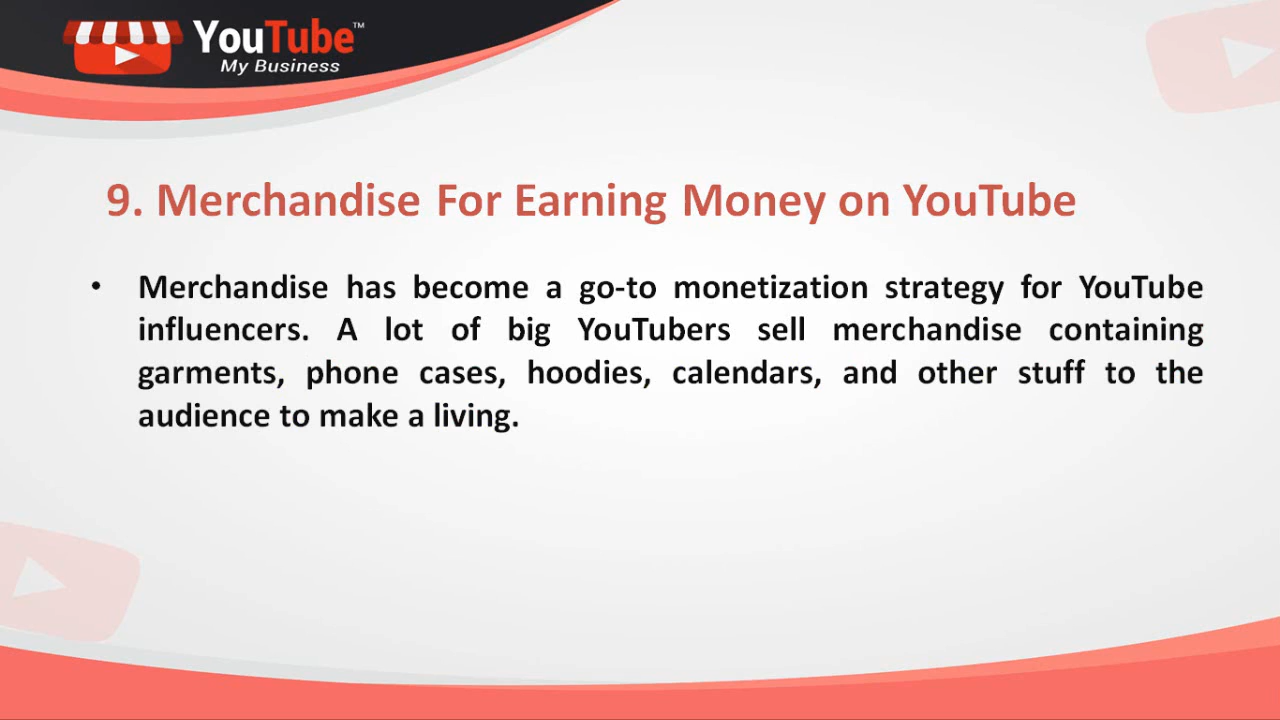 YouTube™
My Business
9. Merchandise For Earning Money on YouTube
• Merchandise has become a go-to monetization strategy for YouTube
influencers. A lot of big YouTubers sell merchandise containing
garments, phone cases, hoodies, calendars, and other stuff to the
audience to make a living.